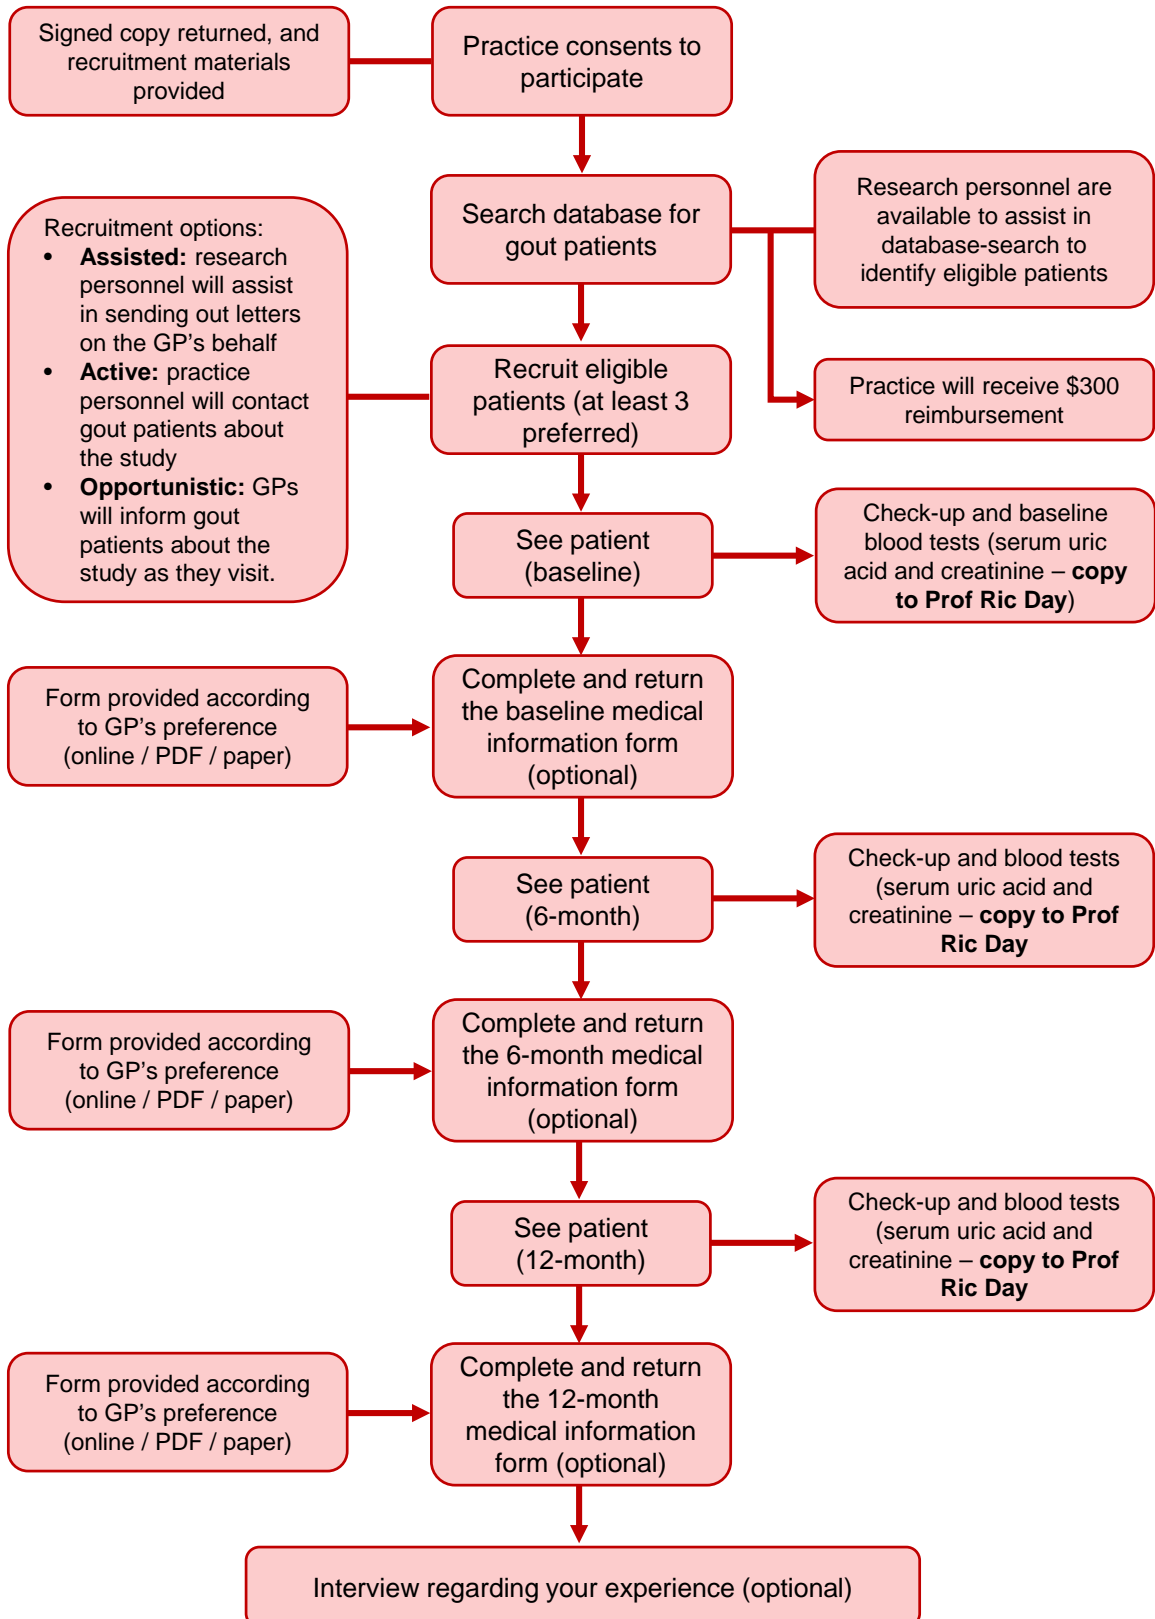 Signed copy returned, and
recruitment materials
provided
Practice consents to
participate
Search database for
gout patients
Research personnel are
available to assist in
database-search to
identify eligible patients
Practice will receive $300
reimbursement
Recruitment options:
• Assisted: research
personnel will assist
in sending out letters
on the GP’s behalf
• Active: practice
personnel will contact
gout patients about
the study
• Opportunistic: GPs
will inform gout
patients about the
study as they visit.
Recruit eligible
patients (at least 3
preferred)
See patient
(baseline)
Check-up and baseline
blood tests (serum uric
acid and creatinine – copy
to Prof Ric Day)
Form provided according
to GP’s preference
(online / PDF / paper)
Complete and return
the baseline medical
information form
(optional)
See patient
(6-month)
Check-up and blood tests
(serum uric acid and
creatinine – copy to Prof
Ric Day
Form provided according
to GP’s preference
(online / PDF / paper)
Complete and return
the 6-month medical
information form
(optional)
See patient
(12-month)
Check-up and blood tests
(serum uric acid and
creatinine – copy to Prof
Ric Day
Form provided according
to GP’s preference
(online / PDF / paper)
Complete and return
the 12-month
medical information
form (optional)
Interview regarding your experience (optional)